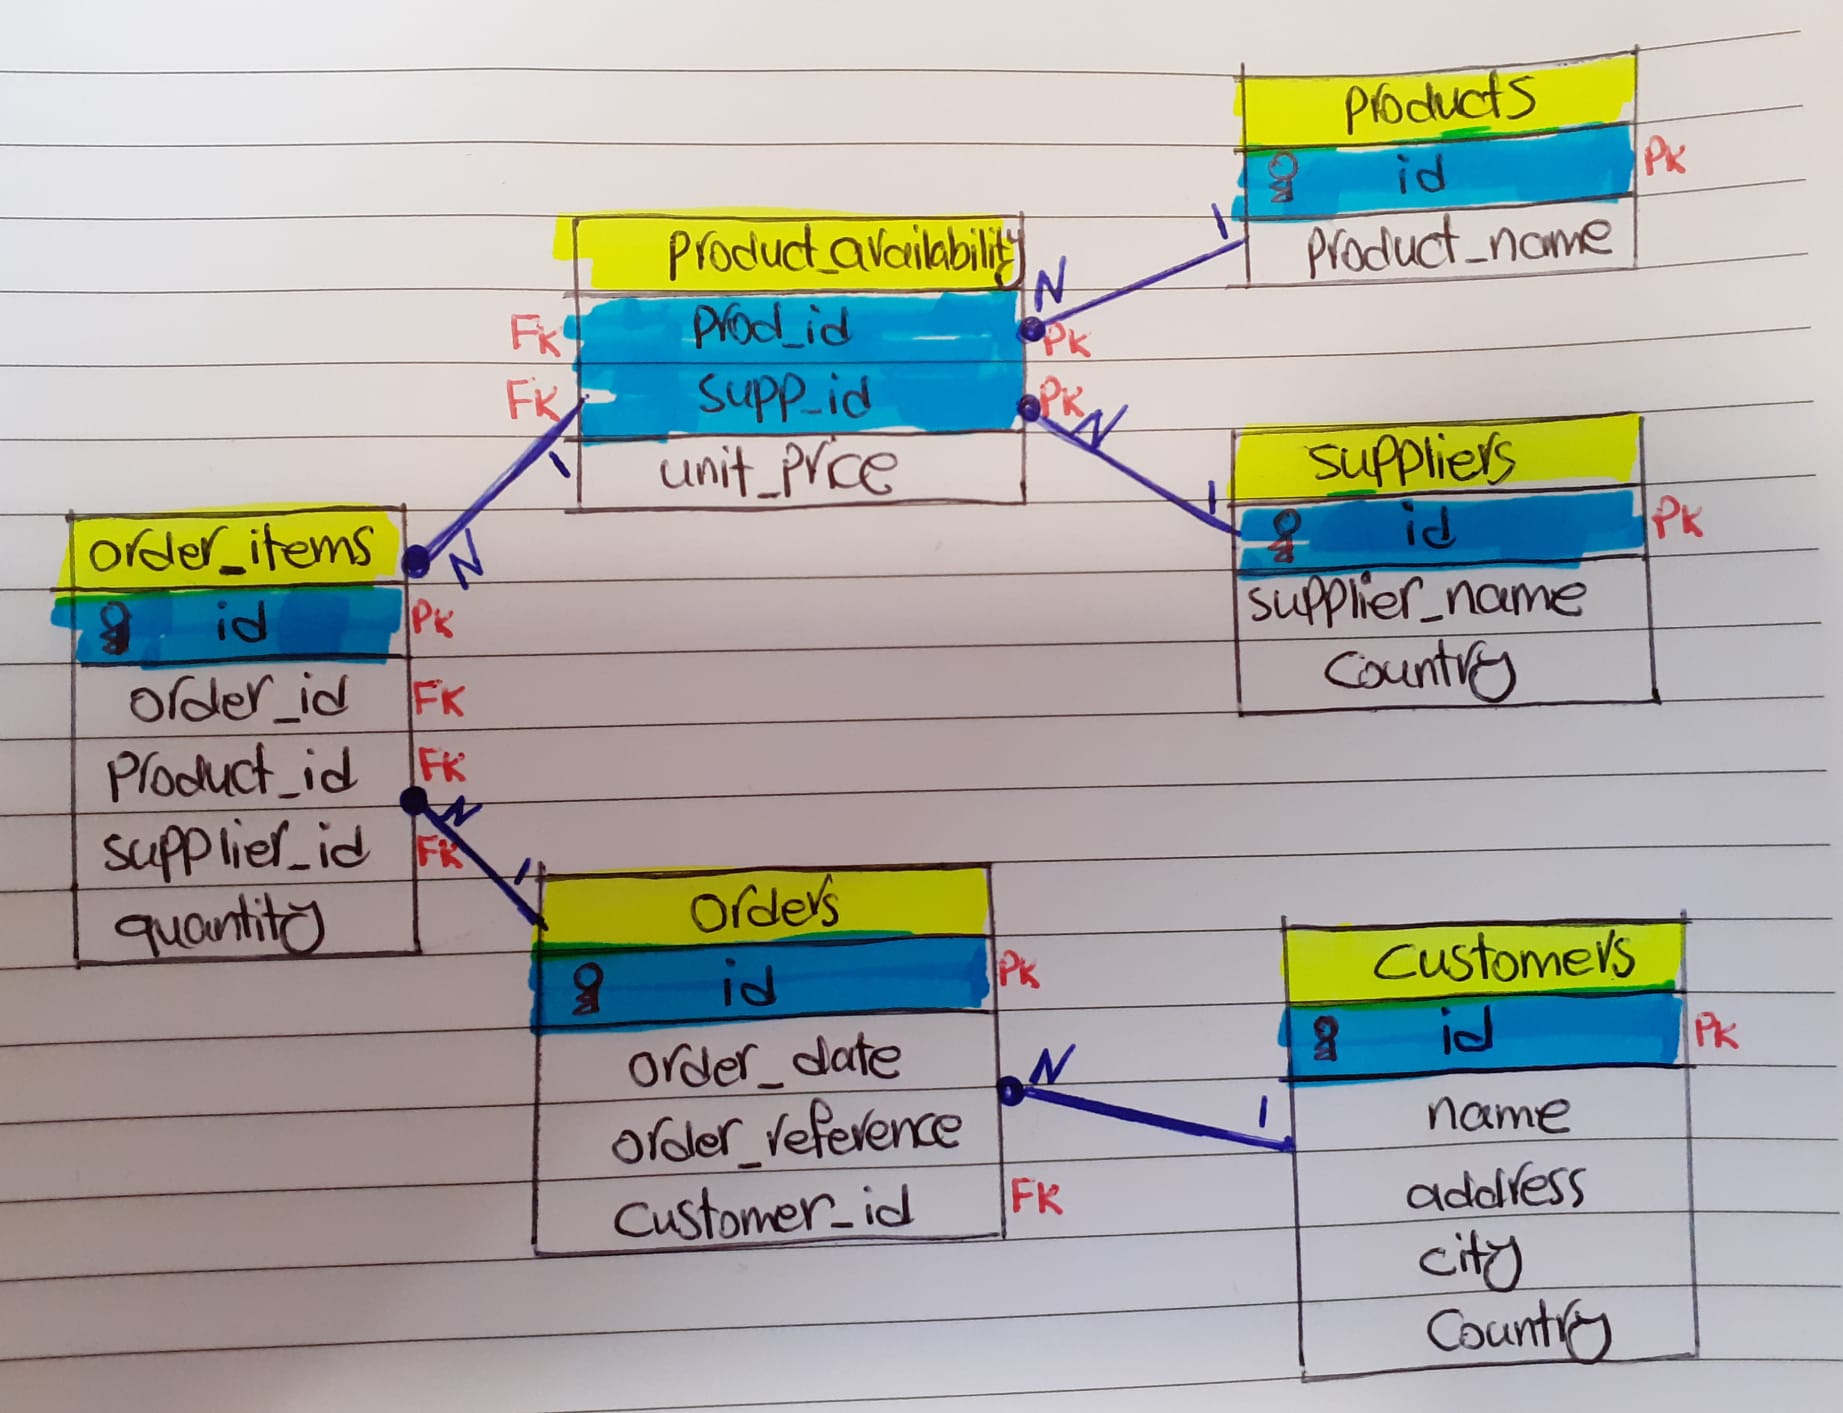 products
id PK
product_name
1
product_availability
N
FK prod_id PK
FK supp_id PK
N
unit_price
1
suppliers
1
id PK
supplier_name
country
order_items
N
id PK
order_id FK
product_id FK
N
supplier_id FK
quantity
1
orders
id PK
order_date
order_reference
customer_id FK
N
1
customers
id PK
name
address
city
country